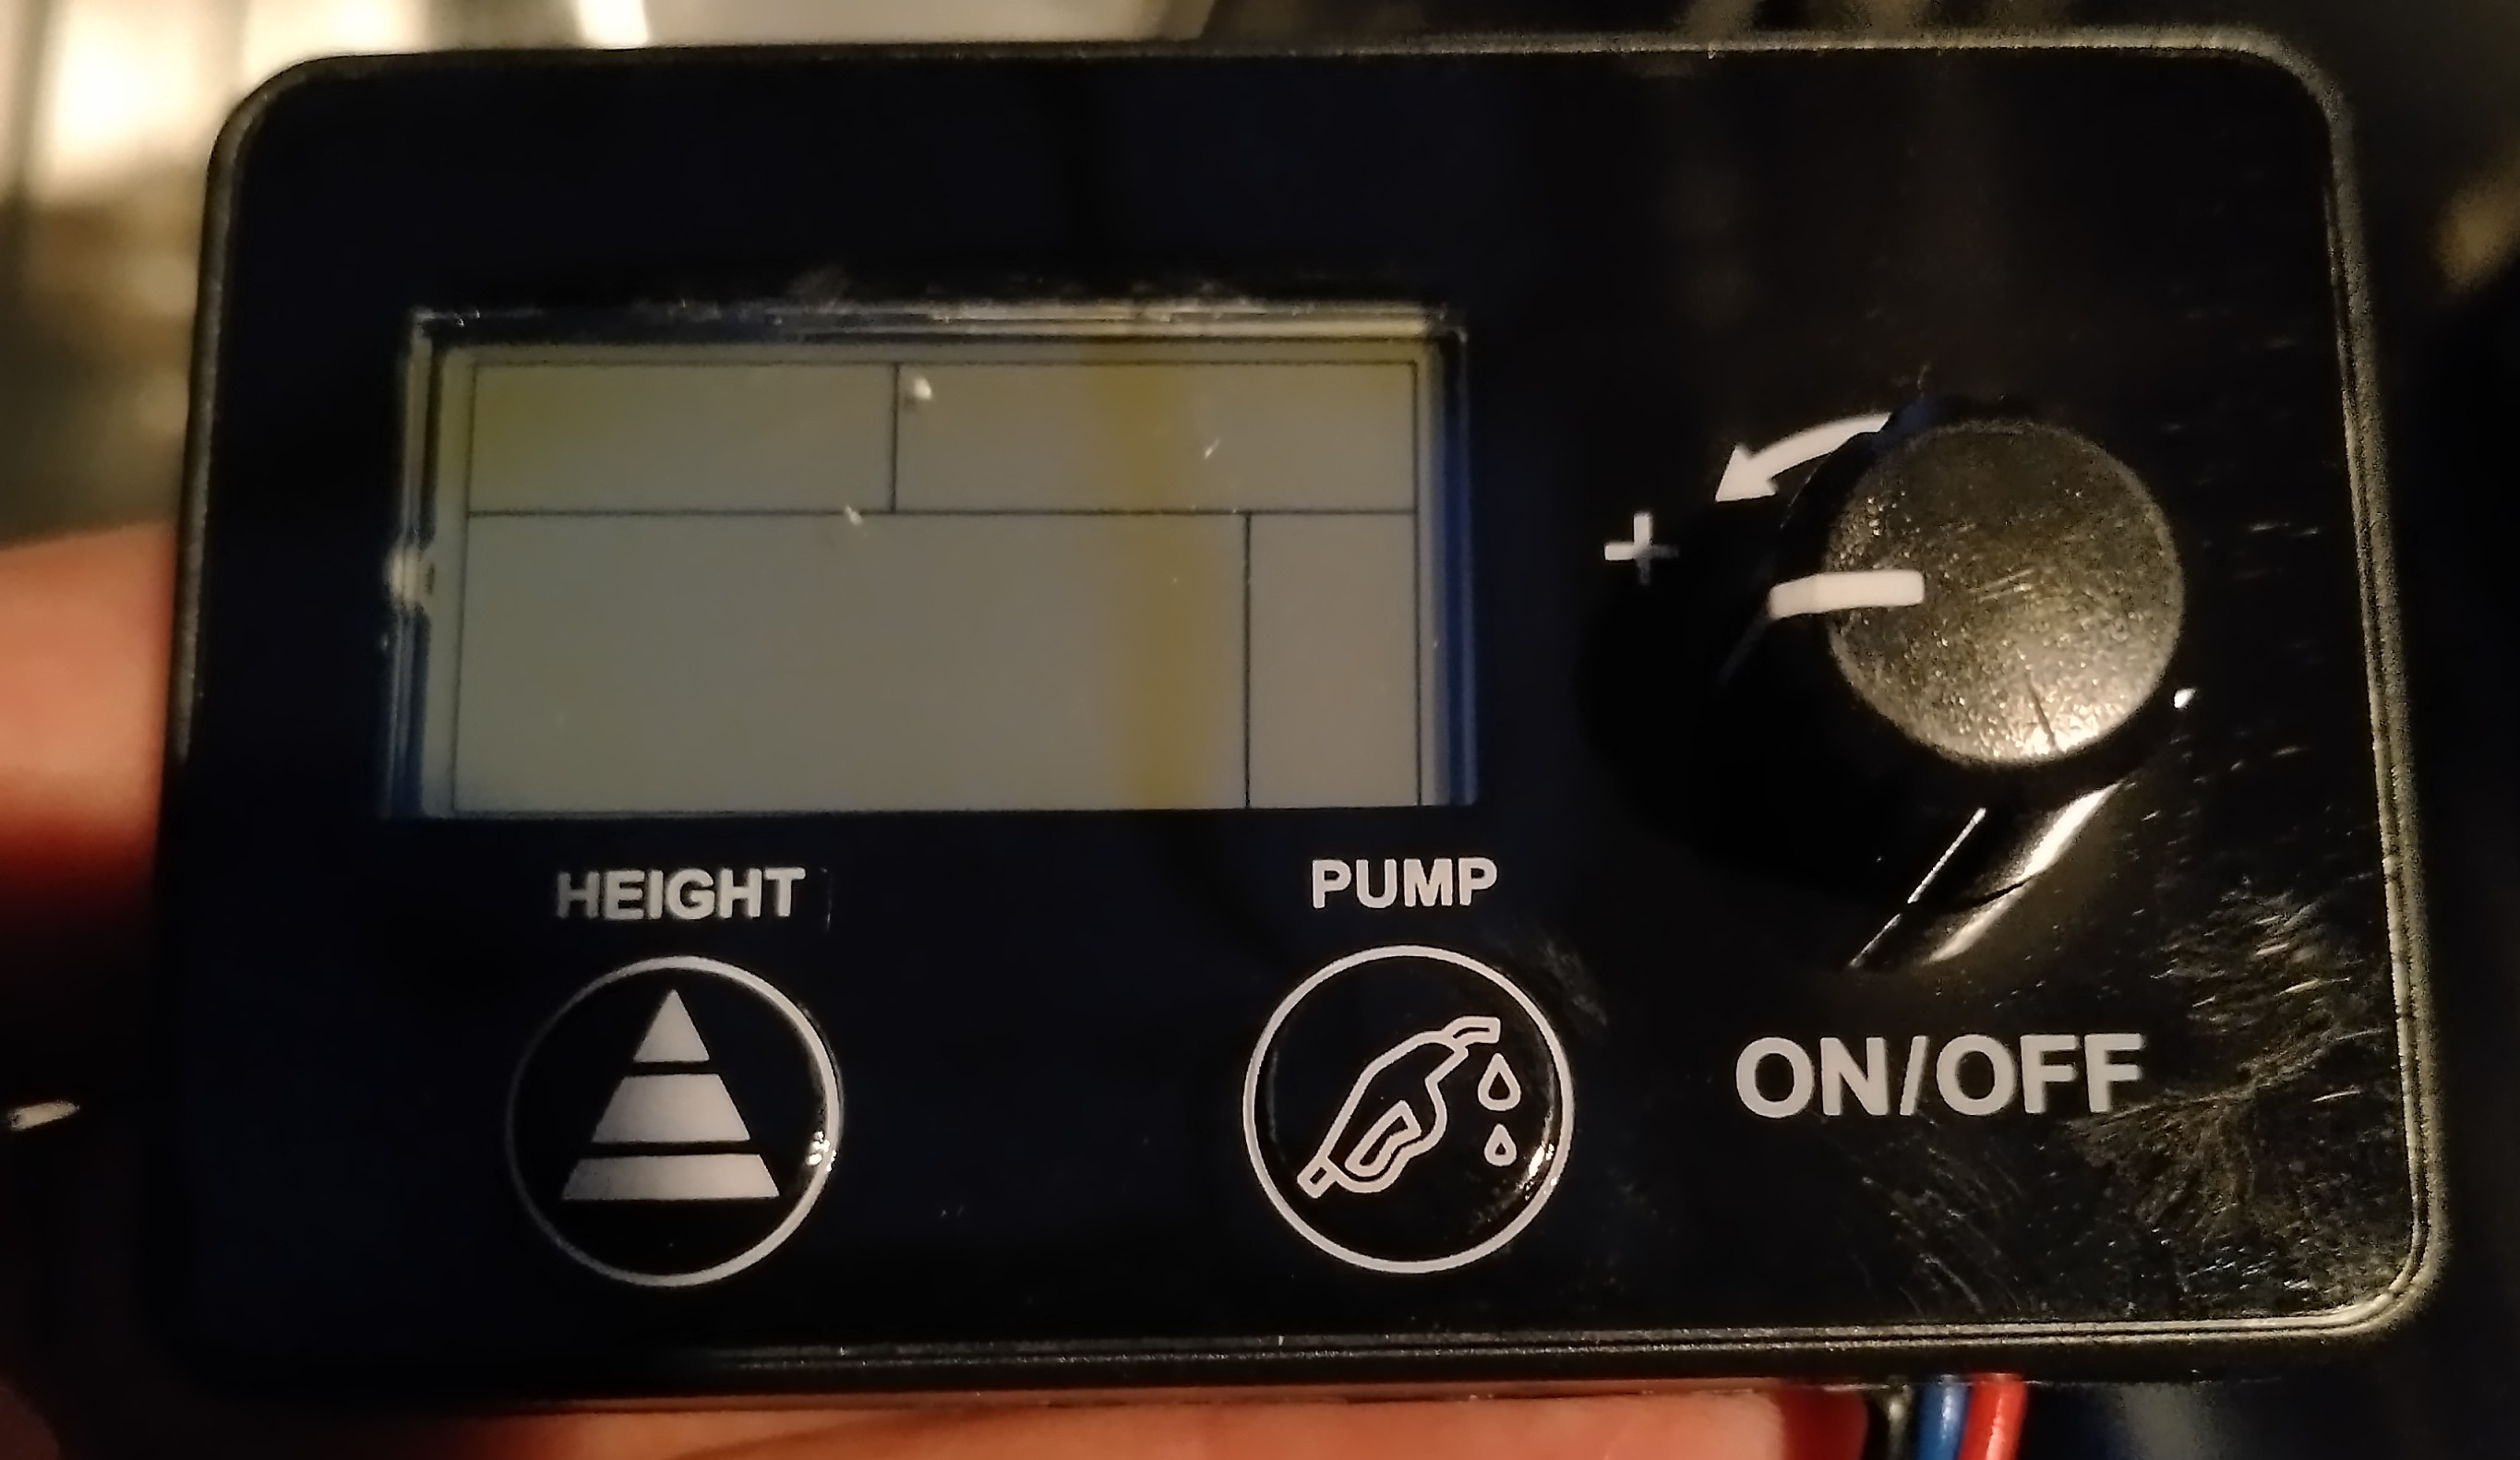 +
HEIGHT
PUMP
ON/OFF